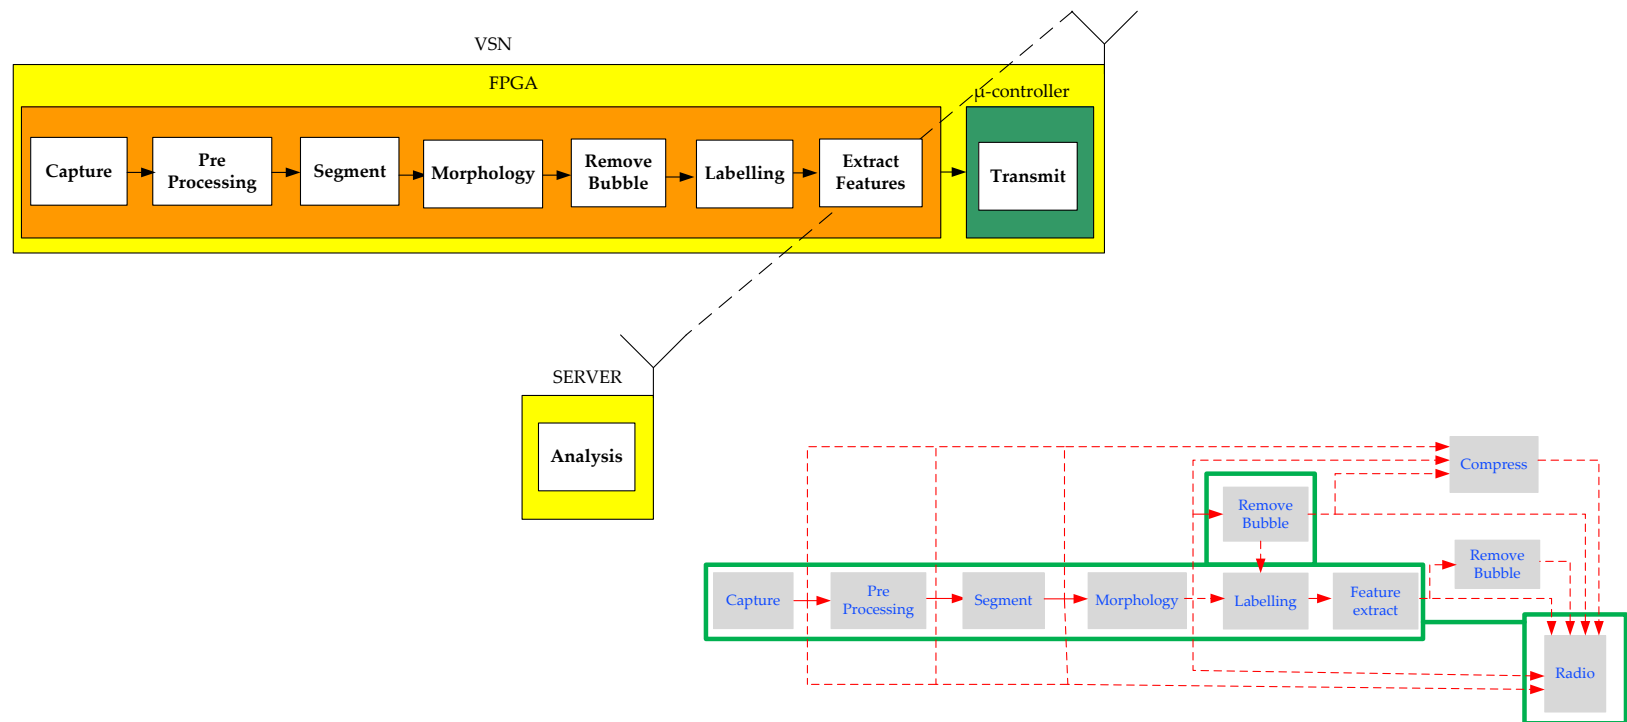 VSN
FPGA
μ-controller
Capture
Pre
Processing
Segment
Morphology
Remove
Bubble
Labelling
Extract
Features
Transmit
SERVER
Analysis
Compress
Remove
Bubble
Remove
Bubble
Capture
Pre
Processing
Segment
Morphology
Labelling
Feature
extract
Radio